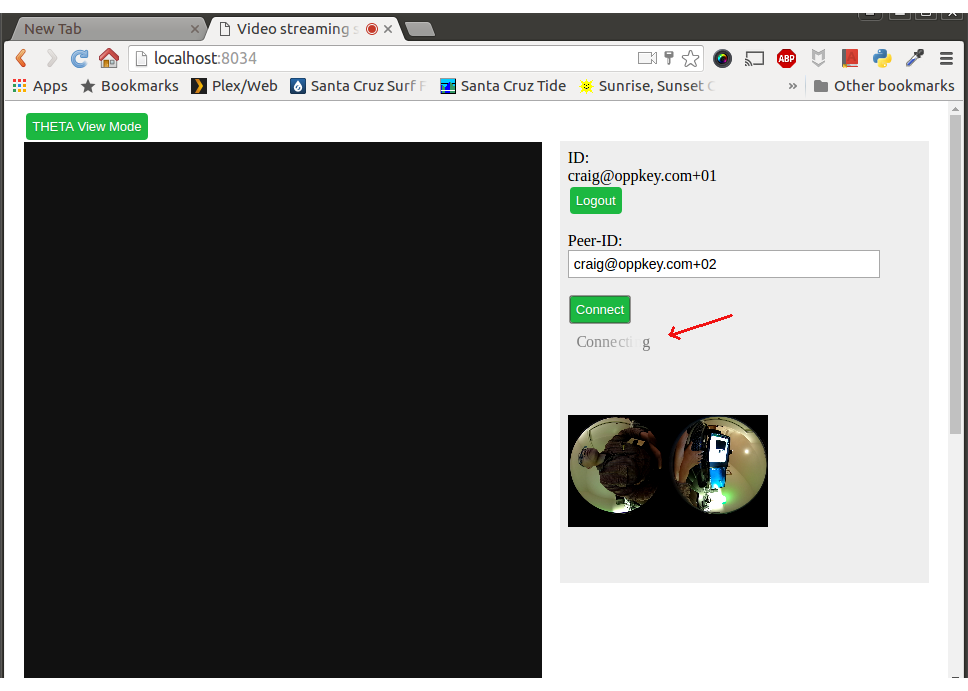 New Tab
Video streaming s
localhost:8034
ABP
Apps
Bookmarks
Plex/Web
Santa Cruz Surf F
Santa Cruz Tide
Sunrise, Sunset C
»
Other bookmarks
THETA View Mode
ID:
craig@oppkey.com+01
Logout
Peer-ID:
craig@oppkey.com+02
Connect
Connecting